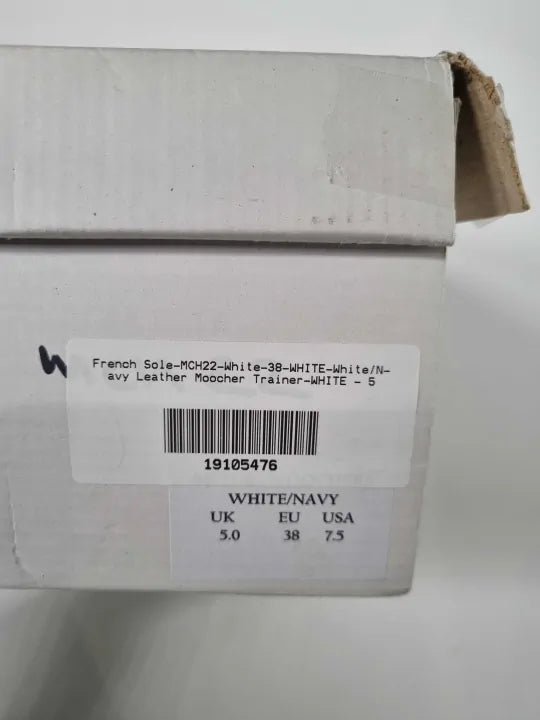 French Sole-MCH22-White-38-WHITE-White/N-
avy Leather Moocher Trainer-WHITE - 5
19105476
WHITE/NAVY
UK EU USA
5.0 38 7.5